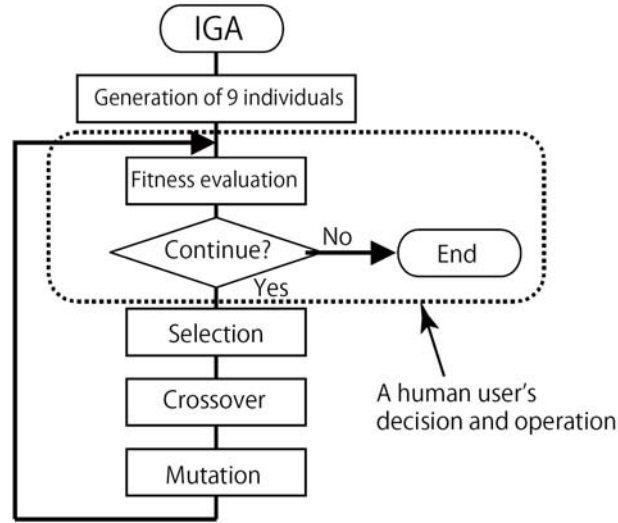 IGA
Generation of 9 individuals
Fitness evaluation
Continue?
No
End
Yes
Selection
Crossover
Mutation
A human user's
decision and operation